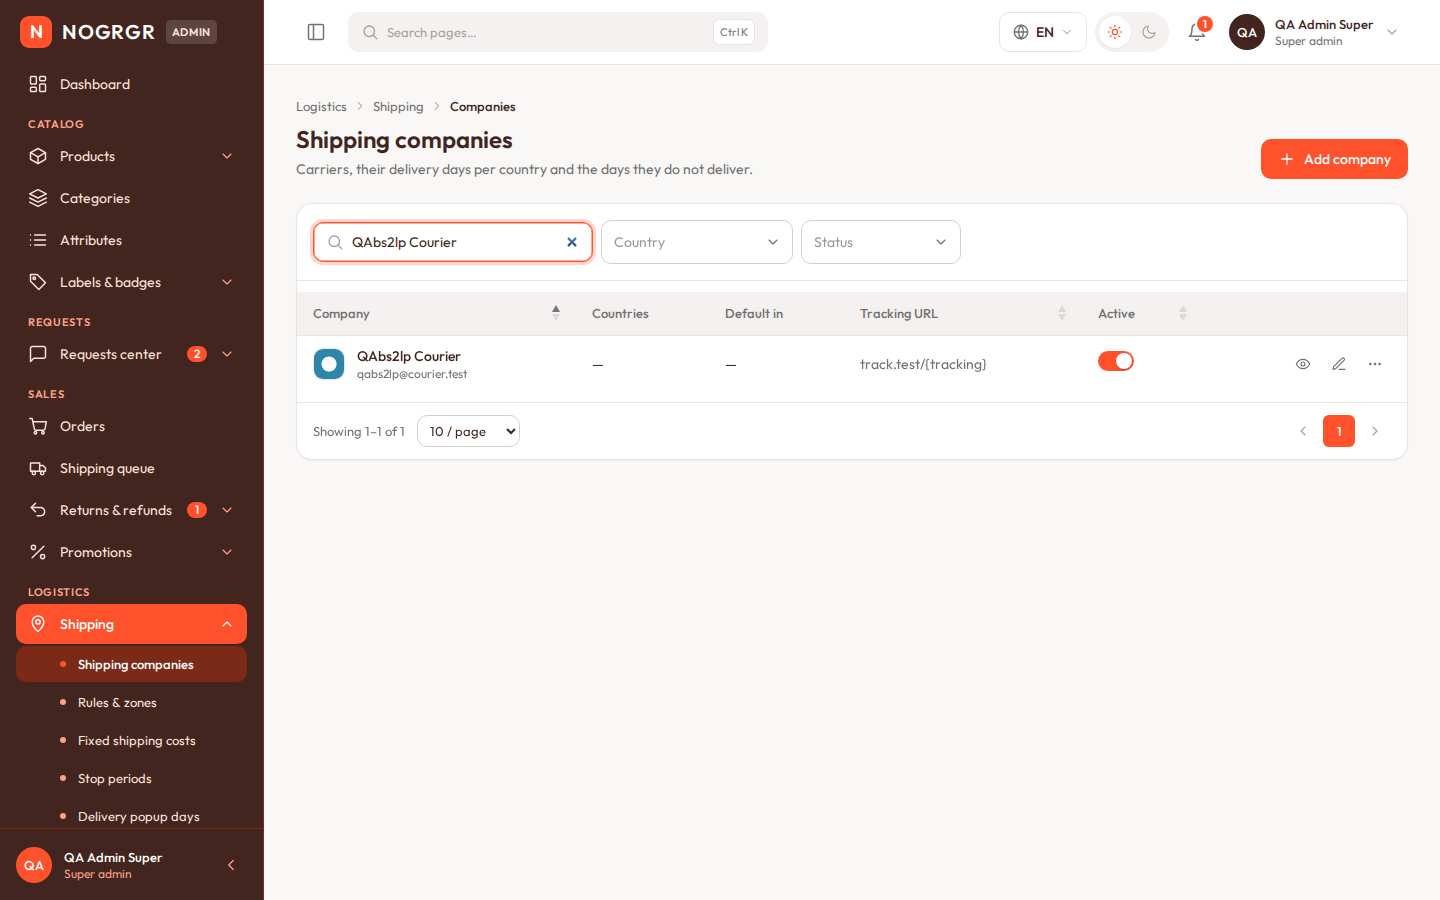 N NOGRGR ADMIN
Search pages...
Ctrl K
EN
1
QA
QA Admin Super
Super admin
Dashboard
CATALOG
Products
Categories
Attributes
Labels & badges
REQUESTS
Requests center 2
SALES
Orders
Shipping queue
Returns & refunds 1
Promotions
LOGISTICS
Shipping
Shipping companies
Rules & zones
Fixed shipping costs
Stop periods
Delivery popup days
QA
QA Admin Super
Super admin
Logistics > Shipping > Companies
Shipping companies
Carriers, their delivery days per country and the days they do not deliver.
+ Add company
QAbs2lp Courier
Country
Status
Company Countries Default in Tracking URL Active
QAbs2lp Courier
qabs2lp@courier.test
— — track.test/{tracking}
Showing 1–1 of 1
10 / page
1